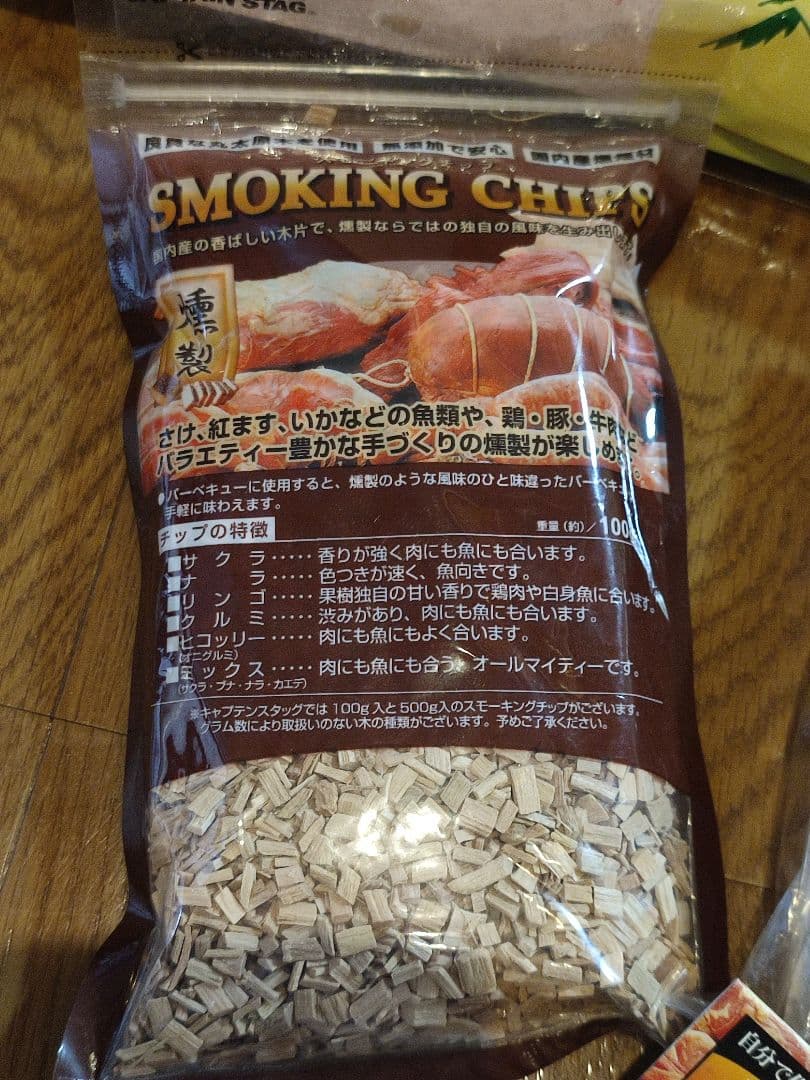 STAG
良質な丸太原木を使用 無添加で安心 国内産燻煙材
スモーキングチップ
SMOKING CHIPS
国内産の香ばしい木片で、燻製ならではの独自の風味を生み出し
燻製
さけ、紅ます、いかなどの魚類や、鶏・豚・牛肉など
バラエティー豊かな手づくりの燻製が楽しめ
●バーベキューに使用すると、燻製のような風味のひと味違ったバーベキュ
手軽に味わえます。
チップの特徴
重量(約)/100
サクラ・・・・・香りが強く肉にも魚にも合います。
ナラ・・・・・色つきが速く、魚向きです。
リンゴ・・・・・果樹独自の甘い香りで鶏肉や白身魚に合います。
クルミ・・・・・渋みがあり、肉にも魚にも合います。
ヒコッリー・・・・・肉にも魚にもよく合います。
(オニグルミ)
ミックス・・・・・肉にも魚にも合う、オールマイティーです。
(サクラ・ブナ・ナラ・カエデ)
※キャプテンスタッグでは100g入と500g入のスモーキングチップがございます。
グラム数により取扱いのない木の種類がございます。予めご了承ください。
自分で